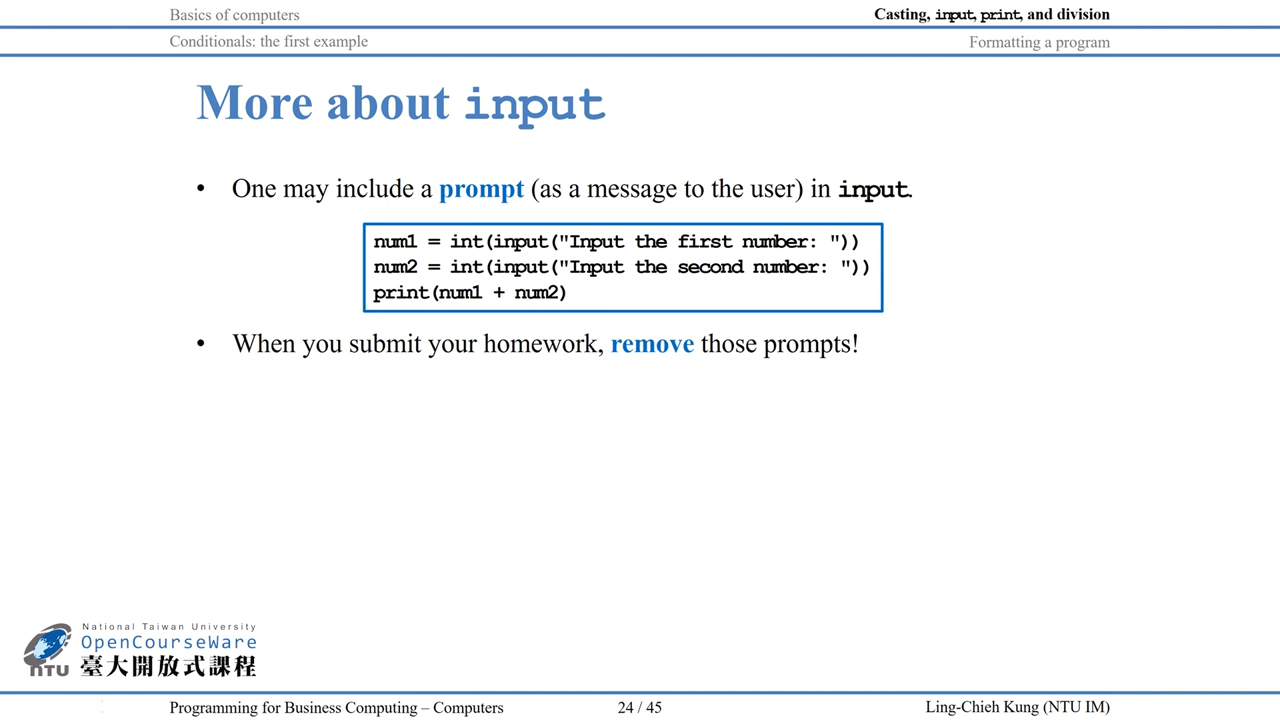 Basics of computers
Casting, input, print, and division
Conditionals: the first example
Formatting a program
More about input
• One may include a prompt (as a message to the user) in input.
num1 = int(input("Input the first number: "))
num2 = int(input("Input the second number: "))
print(num1 + num2)
• When you submit your homework, remove those prompts!
National Taiwan University
OpenCourseWare
NTU 臺大開放式課程
Programming for Business Computing – Computers
24 / 45
Ling-Chieh Kung (NTU IM)